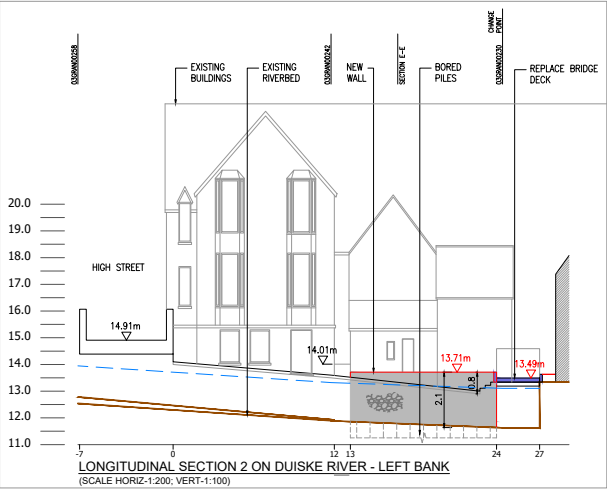 03GRAN00258
EXISTING
BUILDINGS
EXISTING
RIVERBED
03GRAN00242
NEW
WALL
SECTION E-E
BORED
PILES
CHANGE
POINT
03GRAN00230
REPLACE BRIDGE
DECK
20.0
19.0
18.0
17.0
16.0
15.0
14.0
13.0
12.0
11.0
HIGH STREET
14.91m
14.01m
13.71m
13.49m
0.8
2.1
-7
0
12
13
24
27
LONGITUDINAL SECTION 2 ON DUISKE RIVER - LEFT BANK
(SCALE HORIZ-1:200; VERT-1:100)